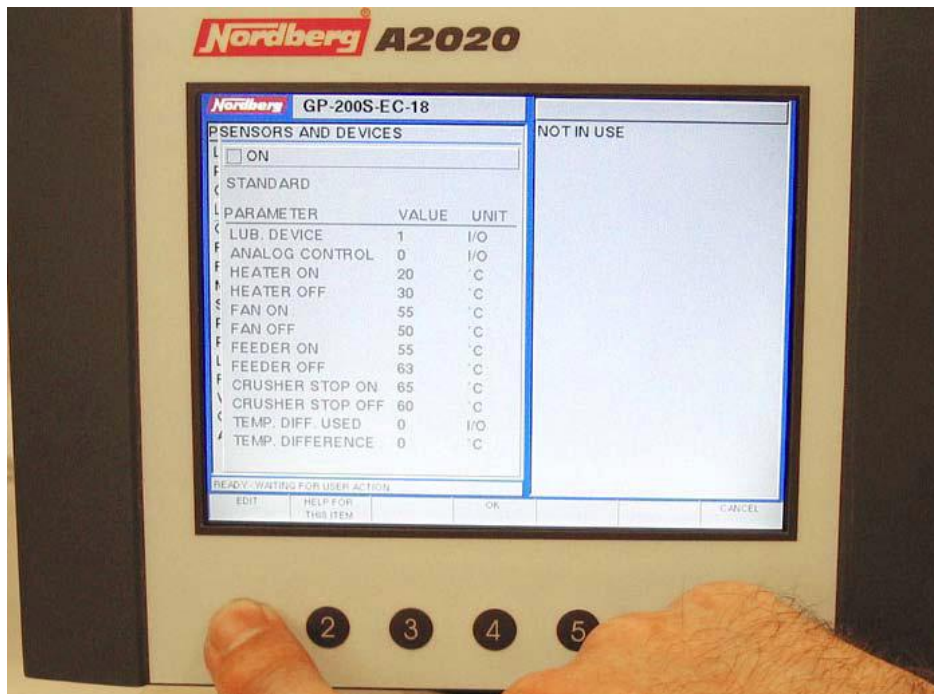 Nordberg A2020
Nordberg GP-200S-EC-18
SENSORS AND DEVICES
NOT IN USE
ON
STANDARD
PARAMETER VALUE UNIT
LUB. DEVICE 1 I/O
ANALOG CONTROL 0 I/O
HEATER ON 20 °C
HEATER OFF 30 °C
FAN ON 55 °C
FAN OFF 50 °C
FEEDER ON 55 °C
FEEDER OFF 63 °C
CRUSHER STOP ON 65 °C
CRUSHER STOP OFF 60 °C
TEMP. DIFF. USED 0 I/O
TEMP. DIFFERENCE 0 °C
READY - WAITING FOR USER ACTION
EDIT HELP FOR OK CANCEL
THIS ITEM
2 3 4 5